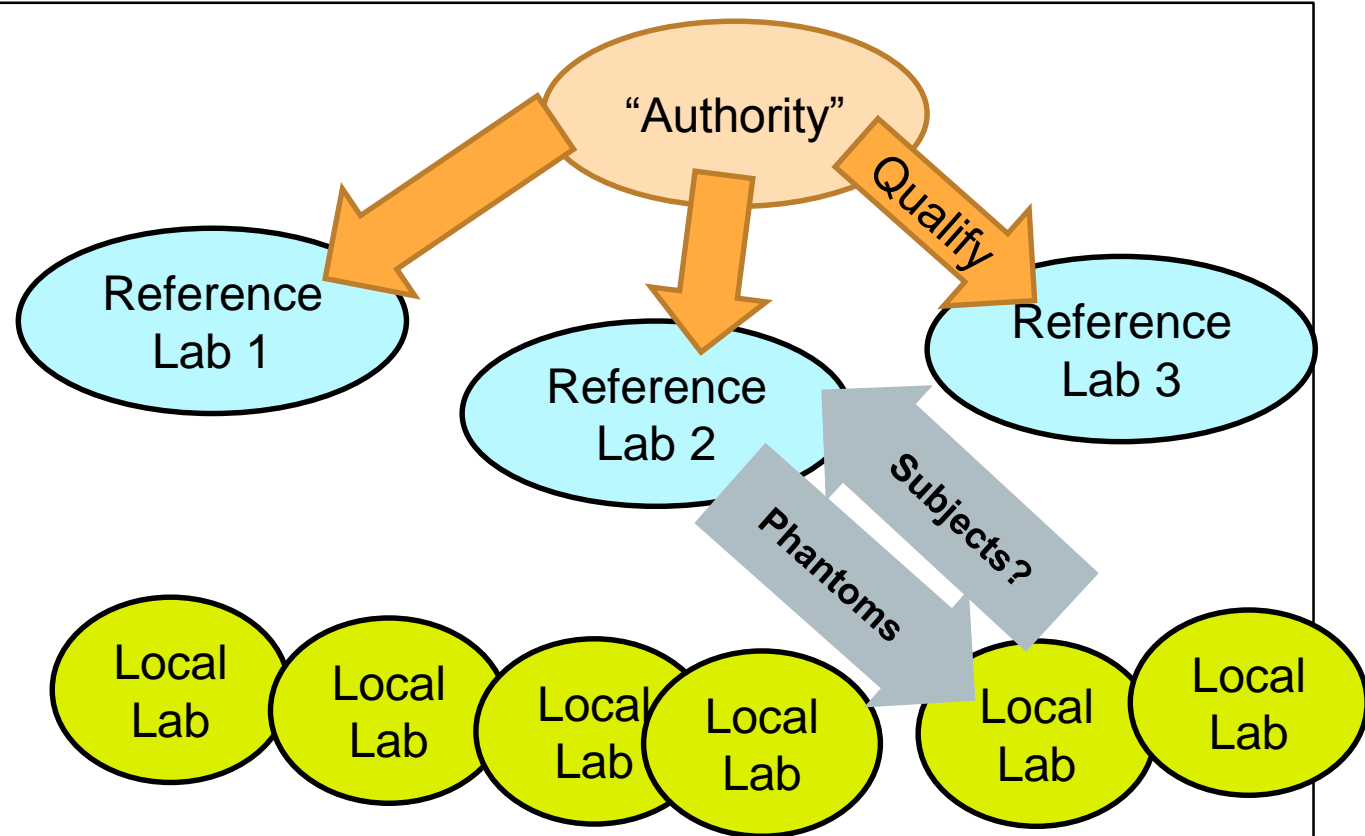 “Authority”
Qualify
Reference
Lab 1
Reference
Lab 2
Reference
Lab 3
Subjects?
Phantoms
Local
Lab
Local
Lab
Local
Lab
Local
Lab
Local
Lab
Local
Lab